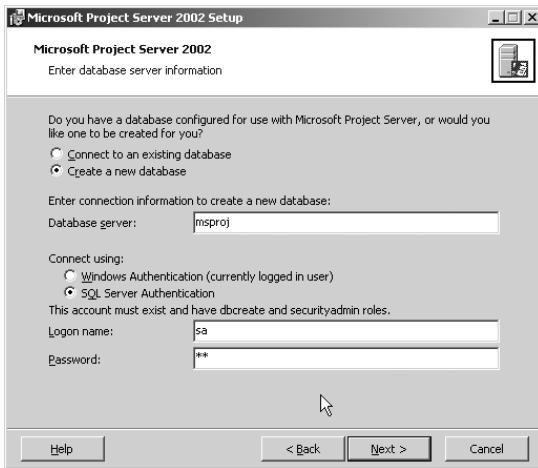 Microsoft Project Server 2002 Setup
Microsoft Project Server 2002
Enter database server information
Do you have a database configured for use with Microsoft Project Server, or would you
like one to be created for you?
Connect to an existing database
Create a new database
Enter connection information to create a new database:
Database server:
msproj
Connect using:
Windows Authentication (currently logged in user)
SQL Server Authentication
This account must exist and have dbcreate and securityadmin roles.
Logon name:
sa
Password:
**
Help
< Back
Next >
Cancel